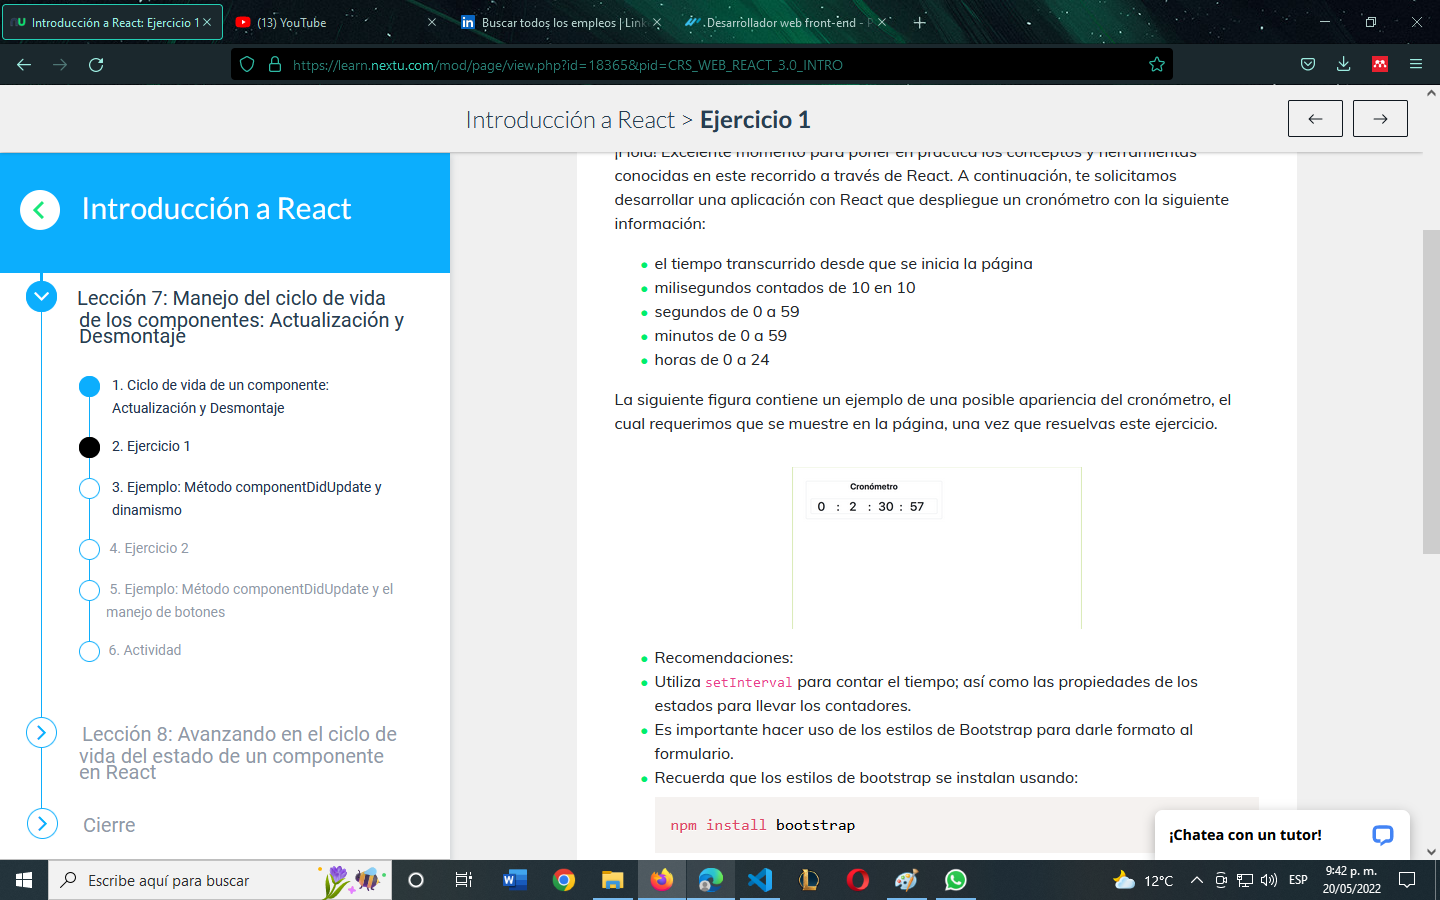 Introducción a React: Ejercicio 1
(13) YouTube
Buscar todos los empleos | Link
Desarrollador web front-end - P
https://learn.nextu.com/mod/page/view.php?id=18365&pid=CRS_WEB_REACT_3.0_INTRO
Introducción a React > Ejercicio 1
Introducción a React
Lección 7: Manejo del ciclo de vida
de los componentes: Actualización y
Desmontaje
1. Ciclo de vida de un componente:
Actualización y Desmontaje
2. Ejercicio 1
3. Ejemplo: Método componentDidUpdate y
dinamismo
4. Ejercicio 2
5. Ejemplo: Método componentDidUpdate y el
manejo de botones
6. Actividad
Lección 8: Avanzando en el ciclo de
vida del estado de un componente
en React
Cierre
¡Hola! Excelente momento para poner en práctica los conceptos y herramientas
conocidas en este recorrido a través de React. A continuación, te solicitamos
desarrollar una aplicación con React que despliegue un cronómetro con la siguiente
información:
el tiempo transcurrido desde que se inicia la página
milisegundos contados de 10 en 10
segundos de 0 a 59
minutos de 0 a 59
horas de 0 a 24
La siguiente figura contiene un ejemplo de una posible apariencia del cronómetro, el
cual requerimos que se muestre en la página, una vez que resuelvas este ejercicio.
Cronómetro
0 : 2 : 30 : 57
Recomendaciones:
Utiliza setInterval para contar el tiempo; así como las propiedades de los
estados para llevar los contadores.
Es importante hacer uso de los estilos de Bootstrap para darle formato al
formulario.
Recuerda que los estilos de bootstrap se instalan usando:
npm install bootstrap
¡Chatea con un tutor!
Escribe aquí para buscar
12°C
ESP
9:42 p. m.
20/05/2022